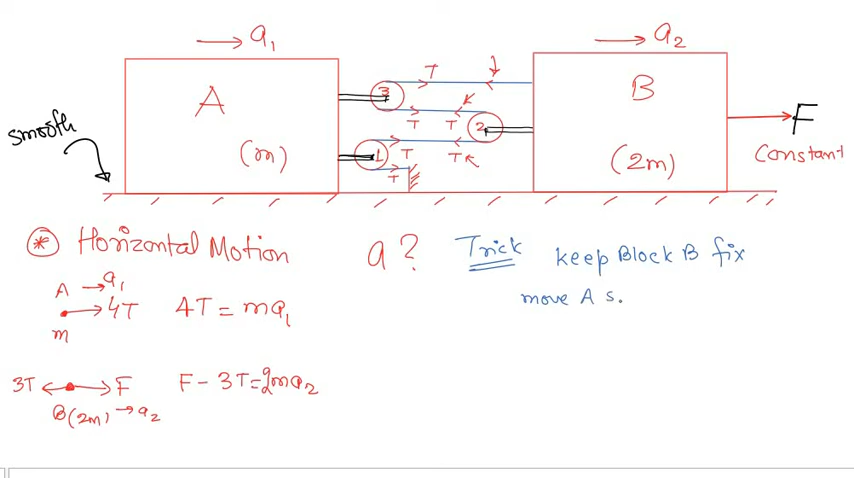 a₁
a₂
A
(m)
B
(2m)
smooth
3
2
1
T
T
T
T
T
T
F
Constant
* Horizontal Motion
a?
Trick keep Block B fix
move A s.
A → a₁
4T
m
4T = ma₁
3T
F
B(2m) → a₂
F - 3T = 2ma₂